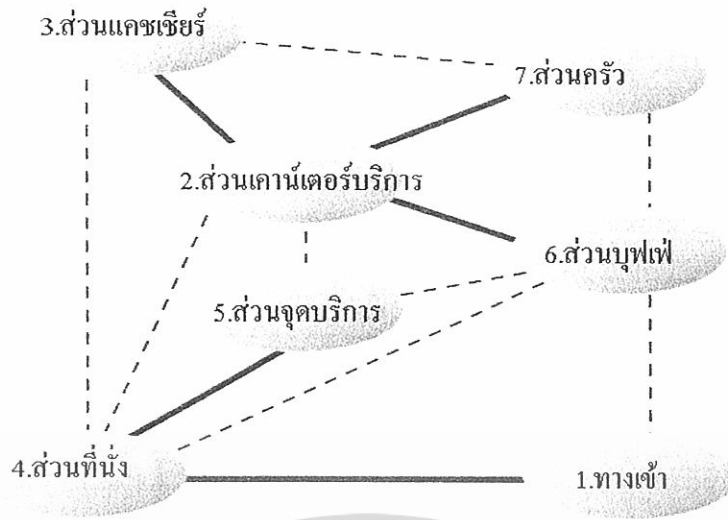 3.ส่วนแคชเชียร์
7.ส่วนครัว
2.ส่วนเคาน์เตอร์บริการ
6.ส่วนบุฟเฟ่
5.ส่วนจุดบริการ
4.ส่วนที่นั่ง
1.ทางเข้า